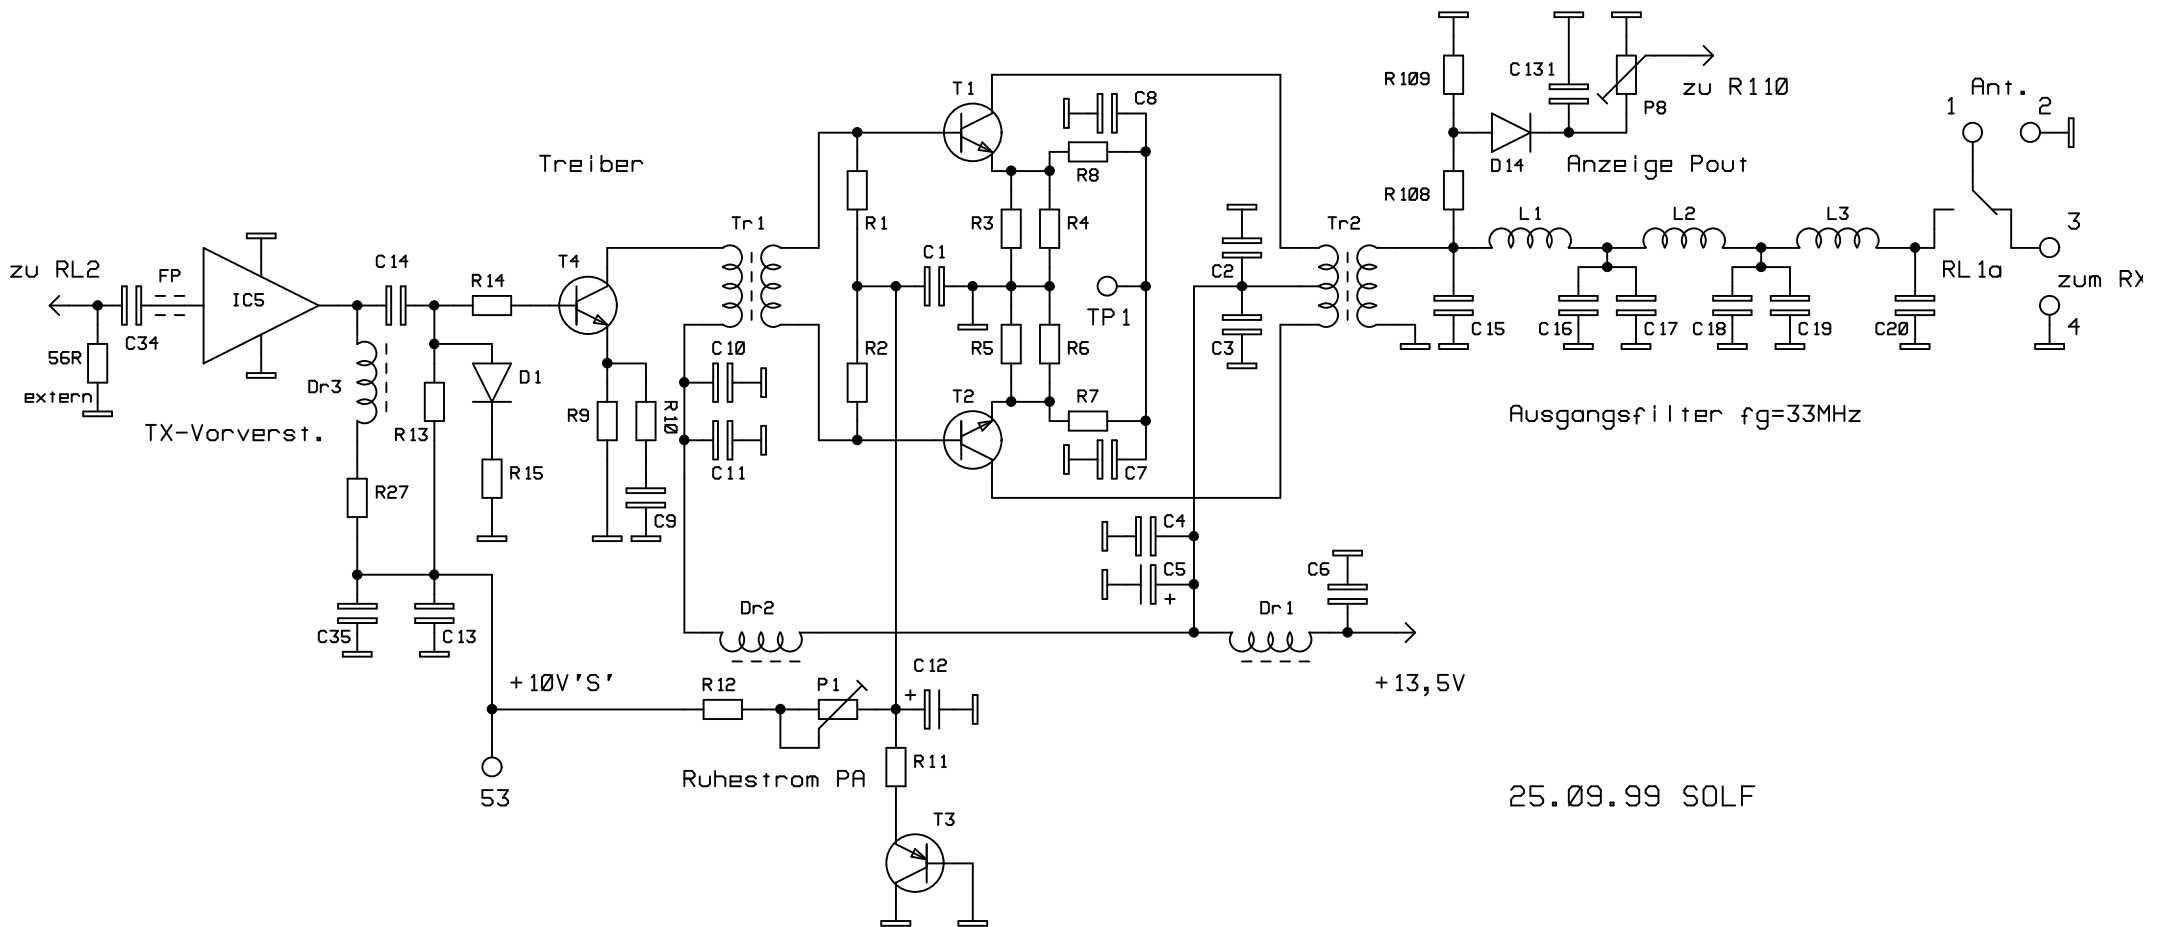 T1
C8
R109
C131
zu R110
P8
Ant.
1
2
Treiber
R8
D14
Anzeige Pout
R108
Tr1
R1
R3
R4
Tr2
L1
L2
L3
3
zu RL2
FP
C14
R14
T4
C1
C2
RL1a
zum RX
IC5
TP1
C15
C16
C17
C18
C19
C20
4
C34
56R
extern
Dr3
D1
C10
R2
R5
R6
C3
TX-Vorverst.
R13
R9
R10
T2
R7
Ausgangsfilter fg=33MHz
R27
R15
C11
C7
C9
C4
C5
+
C6
C35
C13
Dr2
Dr1
+10V'S'
R12
P1
+
C12
+13,5V
53
Ruhestrom PA
R11
25.09.99 SOLF
T3